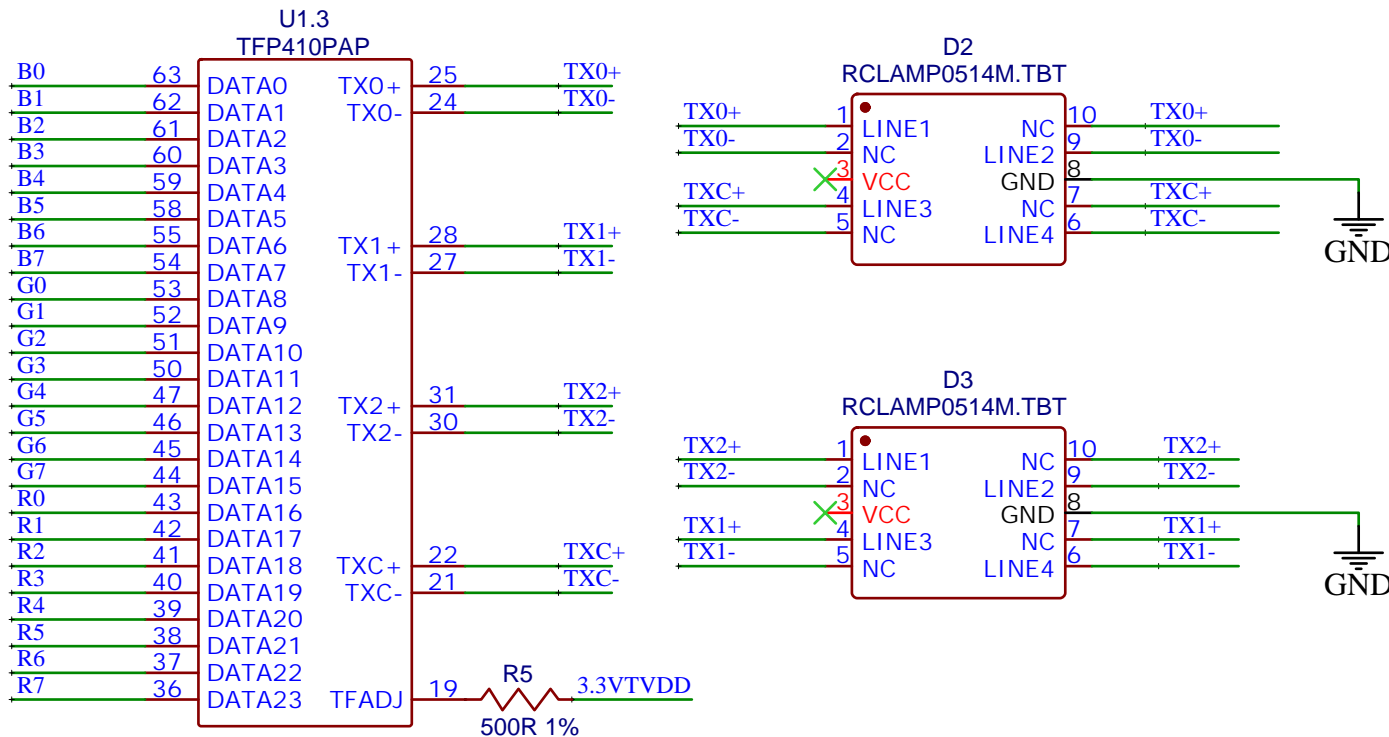 U1.3
TFP410PAP
B0 63 DATA0 TX0+ 25 TX0+
B1 62 DATA1 TX0- 24 TX0-
B2 61 DATA2
B3 60 DATA3
B4 59 DATA4
B5 58 DATA5
B6 55 DATA6 TX1+ 28 TX1+
B7 54 DATA7 TX1- 27 TX1-
G0 53 DATA8
G1 52 DATA9
G2 51 DATA10
G3 50 DATA11
G4 47 DATA12 TX2+ 31 TX2+
G5 46 DATA13 TX2- 30 TX2-
G6 45 DATA14
G7 44 DATA15
R0 43 DATA16
R1 42 DATA17
R2 41 DATA18 TXC+ 22 TXC+
R3 40 DATA19 TXC- 21 TXC-
R4 39 DATA20
R5 38 DATA21
R6 37 DATA22
R7 36 DATA23 TFADJ 19 R5 3.3VTVDD
500R 1%
D2
RCLAMP0514M.TBT
TX0+ 1 LINE1 NC 10 TX0+
TX0- 2 NC LINE2 9 TX0-
3 VCC GND 8
TXC+ 4 LINE3 NC 7 TXC+
TXC- 5 NC LINE4 6 TXC-
GND
D3
RCLAMP0514M.TBT
TX2+ 1 LINE1 NC 10 TX2+
TX2- 2 NC LINE2 9 TX2-
3 VCC GND 8
TX1+ 4 LINE3 NC 7 TX1+
TX1- 5 NC LINE4 6 TX1-
GND